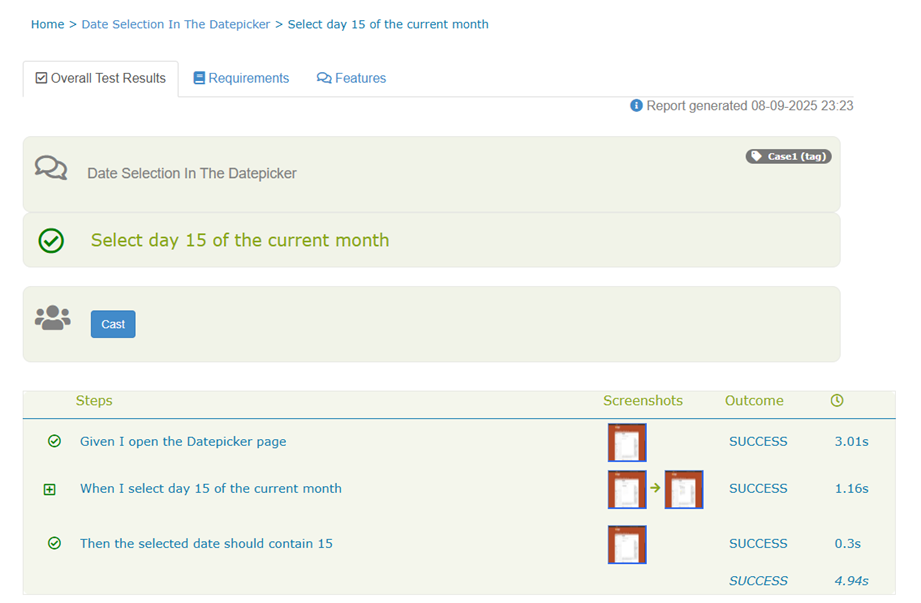 Home > Date Selection In The Datepicker > Select day 15 of the current month
Overall Test Results Requirements Features
Report generated 08-09-2025 23:23
Case1 (tag)
Date Selection In The Datepicker
Select day 15 of the current month
Cast
Steps Screenshots Outcome
Given I open the Datepicker page SUCCESS 3.01s
When I select day 15 of the current month SUCCESS 1.16s
Then the selected date should contain 15 SUCCESS 0.3s
SUCCESS 4.94s